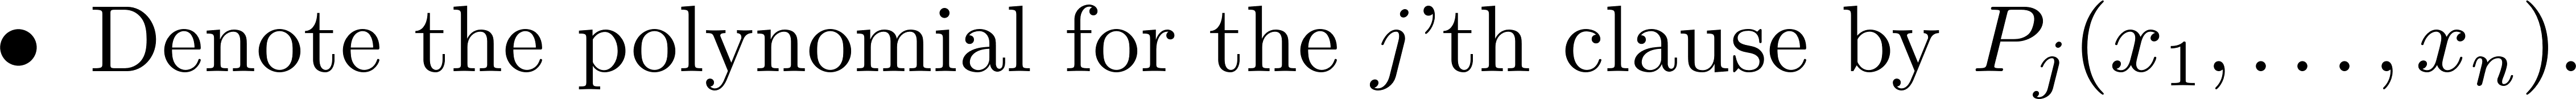 • Denote the polynomial for the j'th clause by P_j(x_1, . . . , x_n).